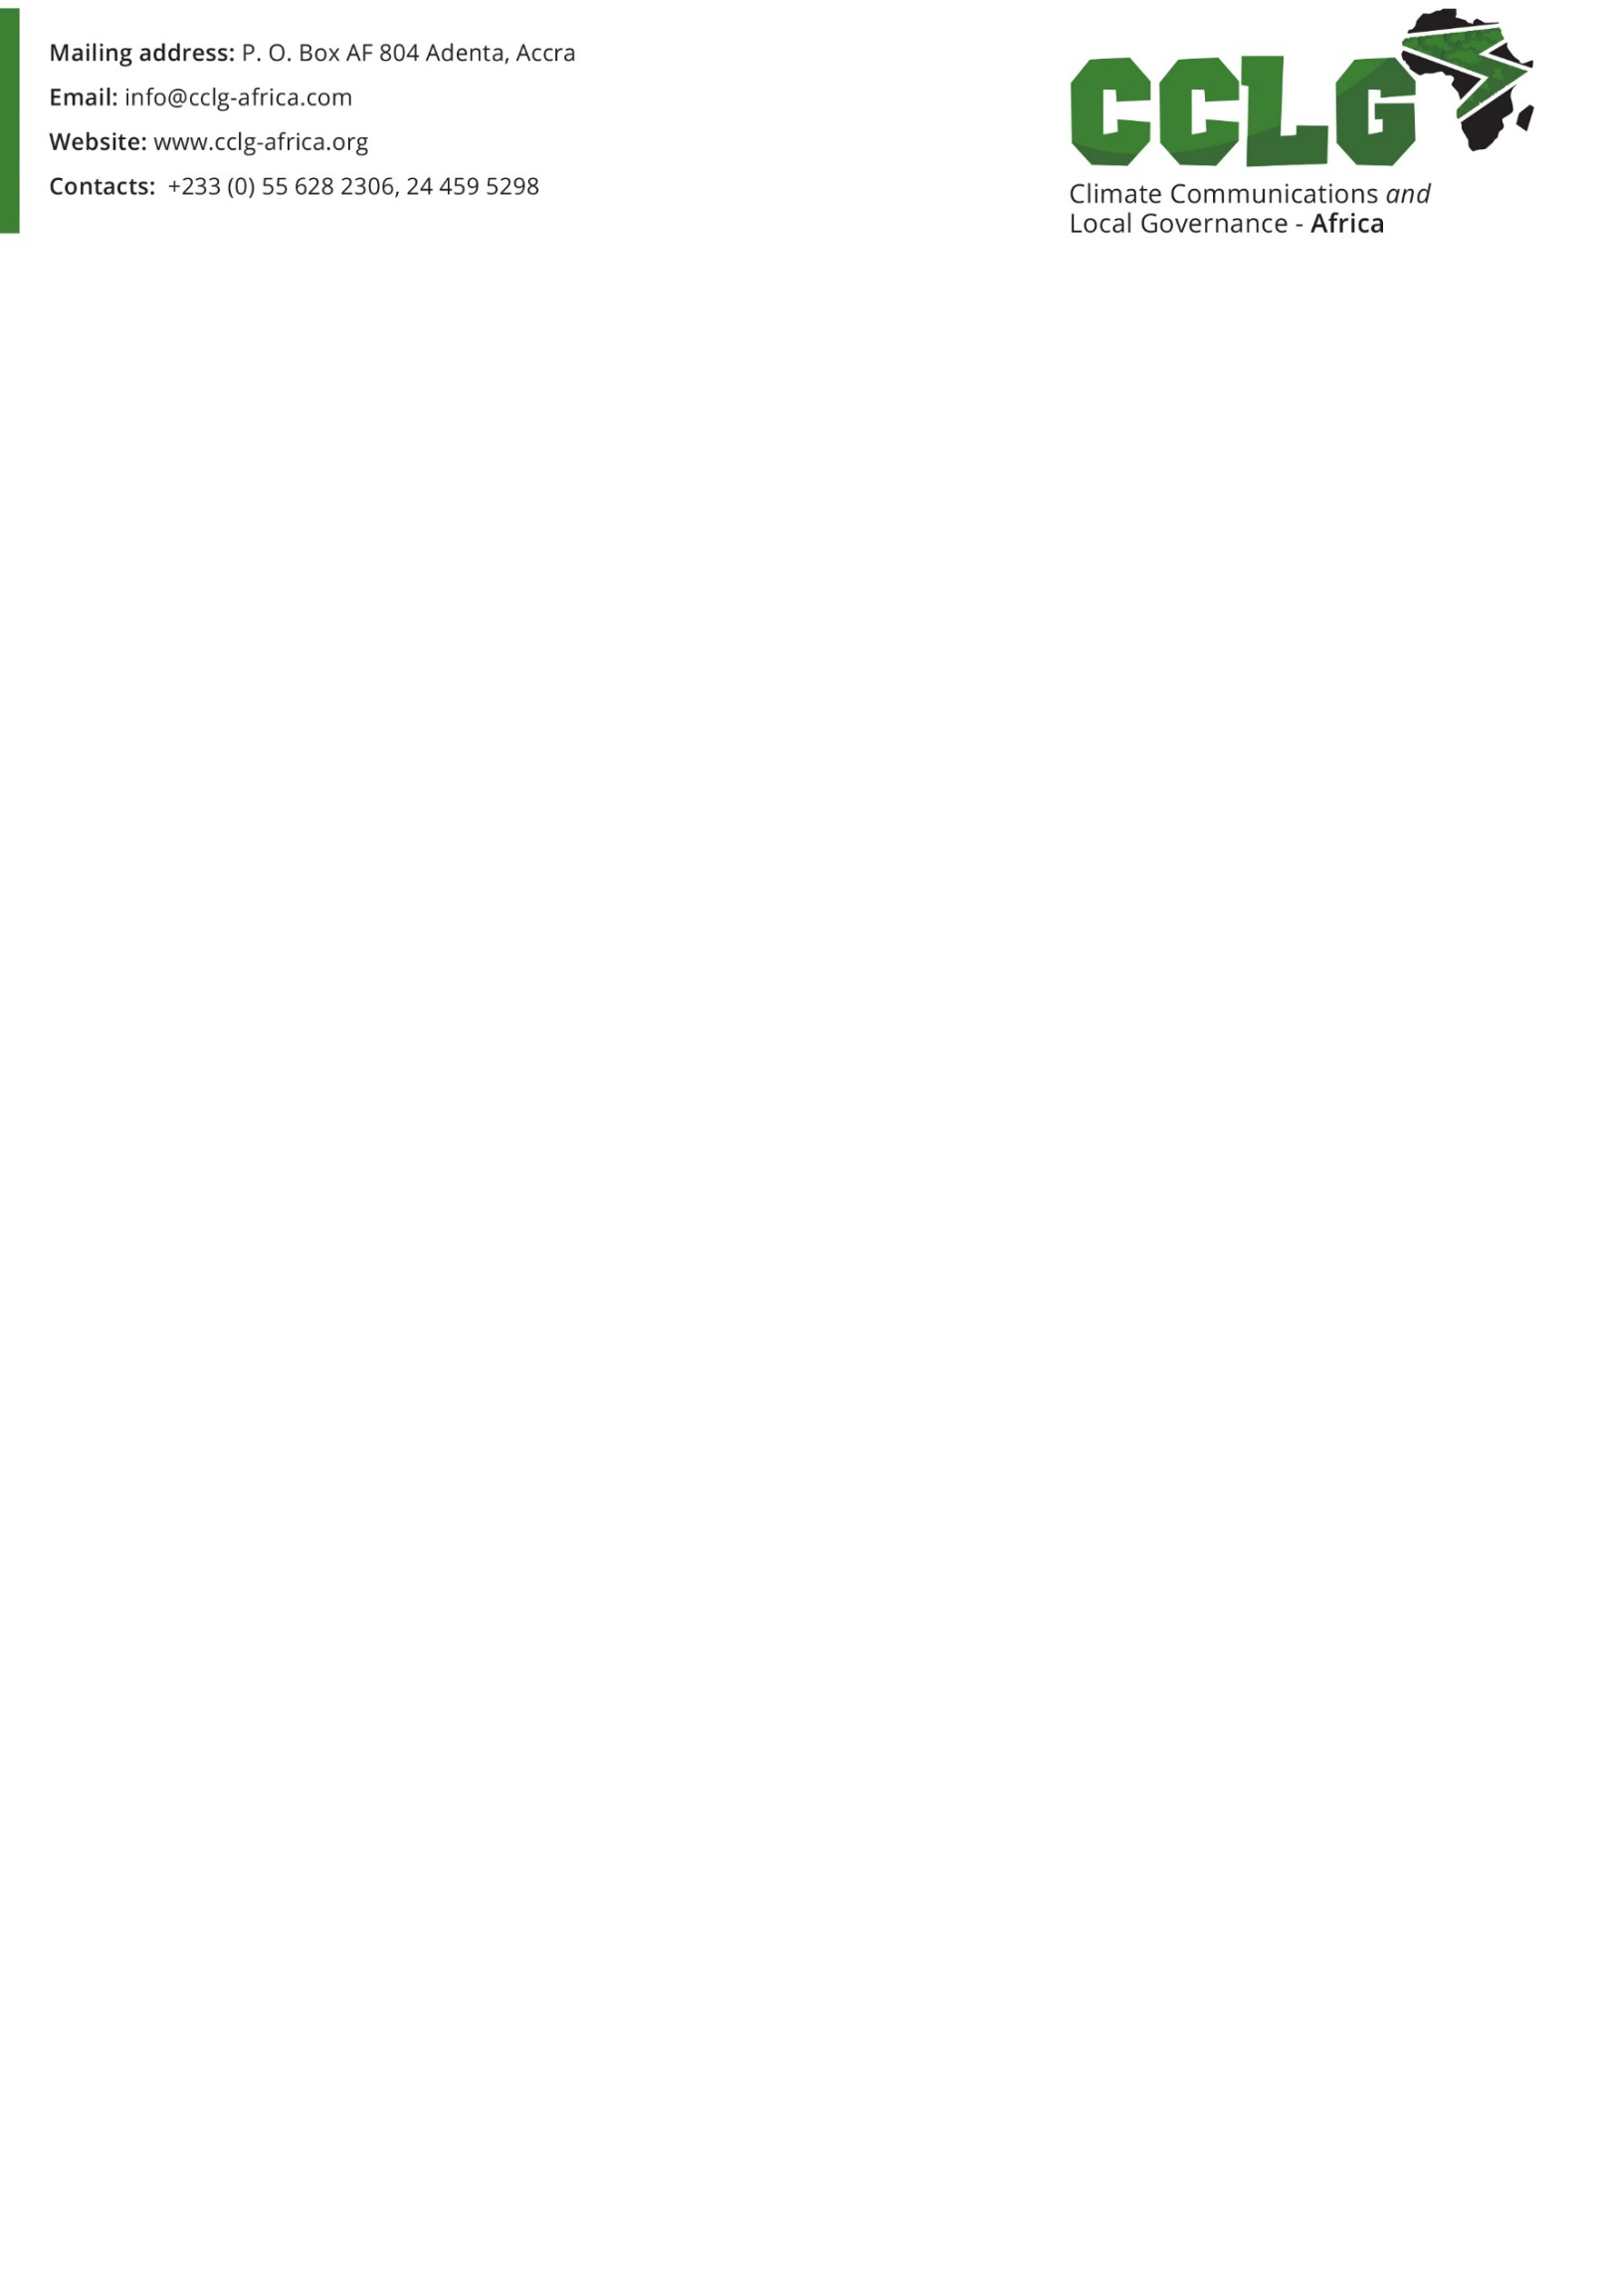 Mailing address: P. O. Box AF 804 Adenta, Accra
Email: info@cclg-africa.com
Website: www.cclg-africa.org
Contacts: +233 (0) 55 628 2306, 24 459 5298
CCLG
Climate Communications and
Local Governance - Africa